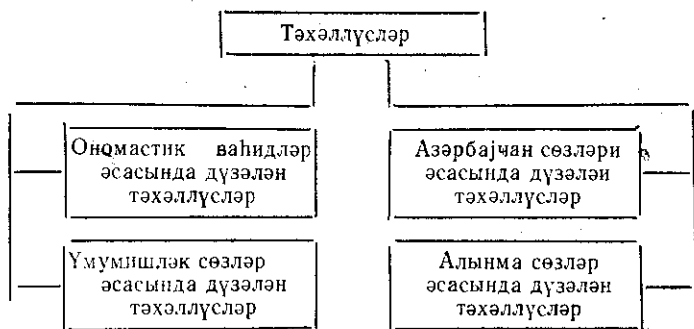 Тәхәллүсләр
Ономастик ваһидләр
әсасында дүзәлән
тәхәллүсләр
Азәрбајҹан сөзләри
әсасында дүзәлән
тәхәллүсләр
Үмумишләк сөзләр
әсасында дүзәлән
тәхәллүсләр
Алынма сөзләр
әсасында дүзәлән
тәхәллүсләр